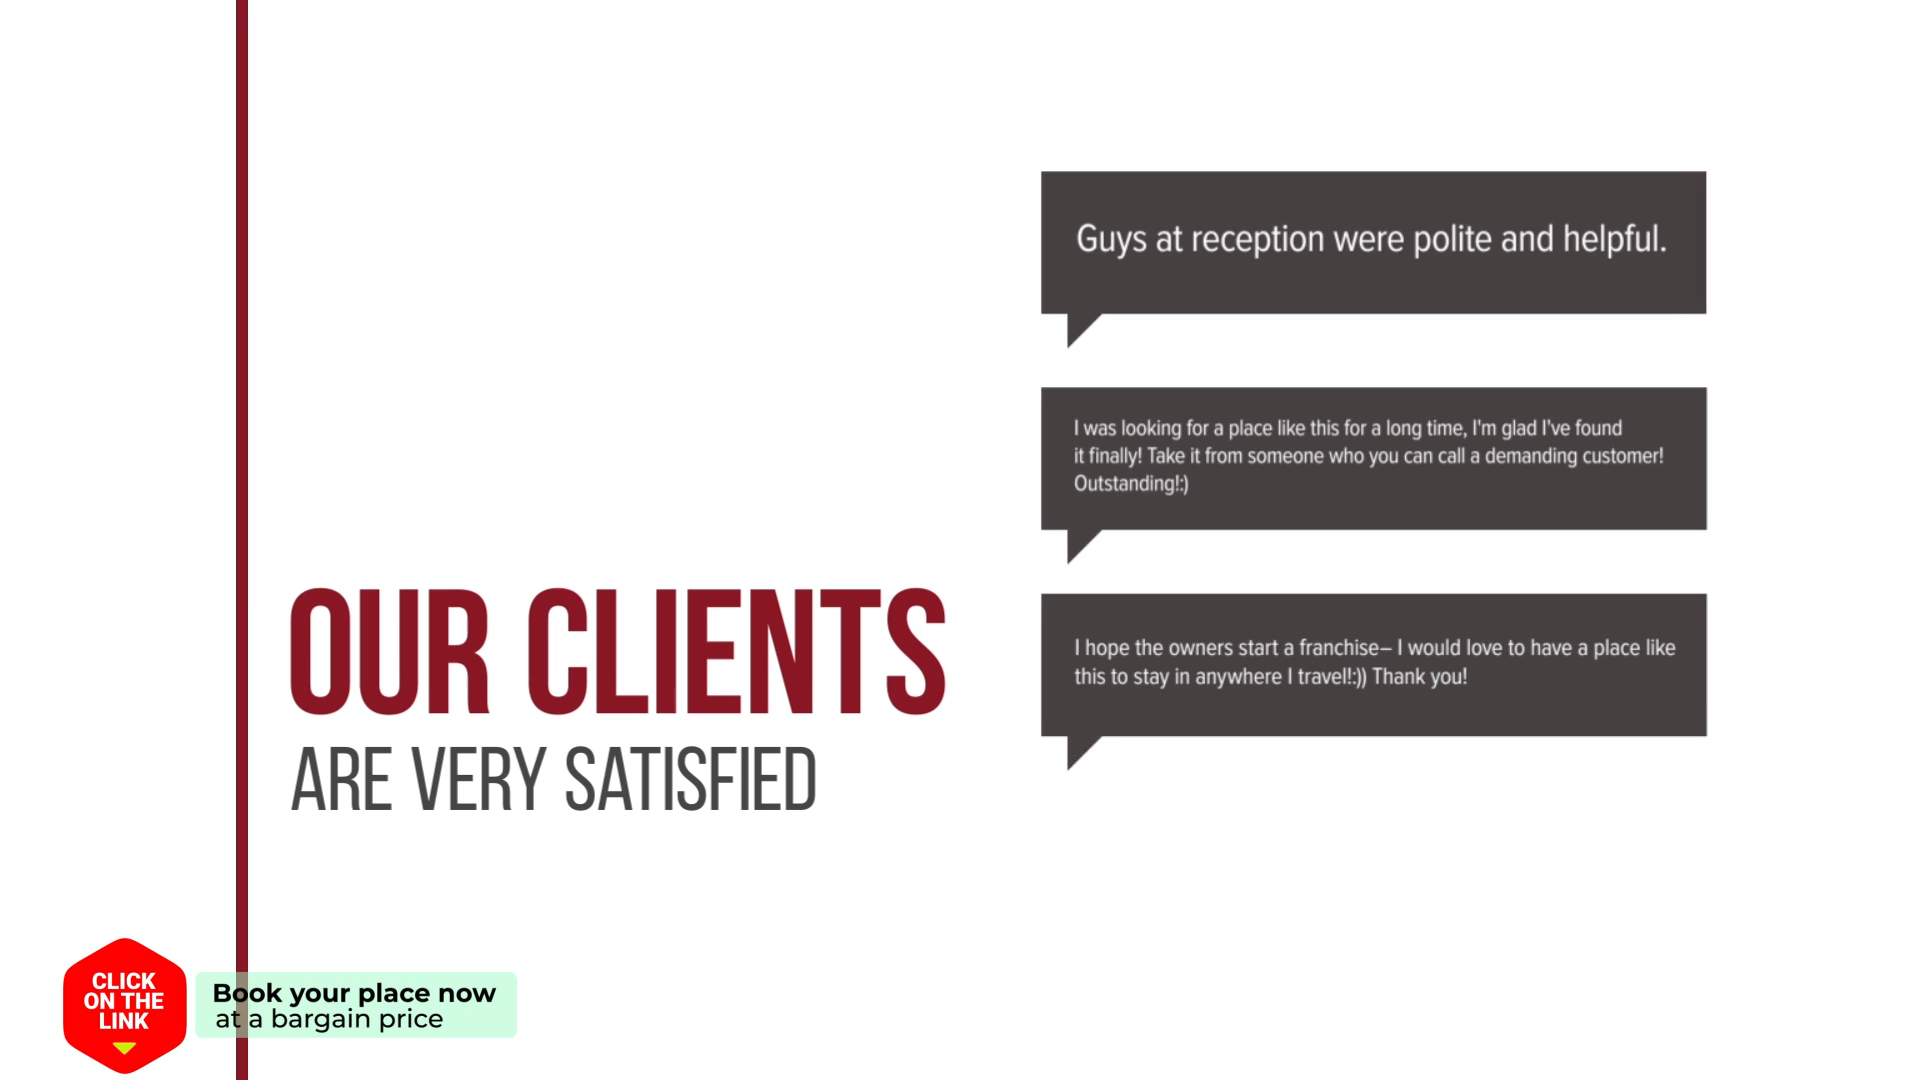 Guys at reception were polite and helpful.
I was looking for a place like this for a long time, I'm glad I've found
it finally! Take it from someone who you can call a demanding customer!
Outstanding!:)
I hope the owners start a franchise– I would love to have a place like
this to stay in anywhere I travel!:)) Thank you!
OUR CLIENTS
ARE VERY SATISFIED
CLICK
ON THE
LINK
Book your place now
at a bargain price